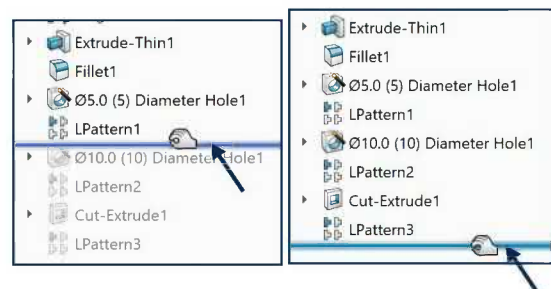 Extrude-Thin1
Fillet1
Ø5.0 (5) Diameter Hole1
LPattern1
Ø10.0 (10) Diameter Hole1
LPattern2
Cut-Extrude1
LPattern3
Extrude-Thin1
Fillet1
Ø5.0 (5) Diameter Hole1
LPattern1
Ø10.0 (10) Diameter Hole1
LPattern2
Cut-Extrude1
LPattern3